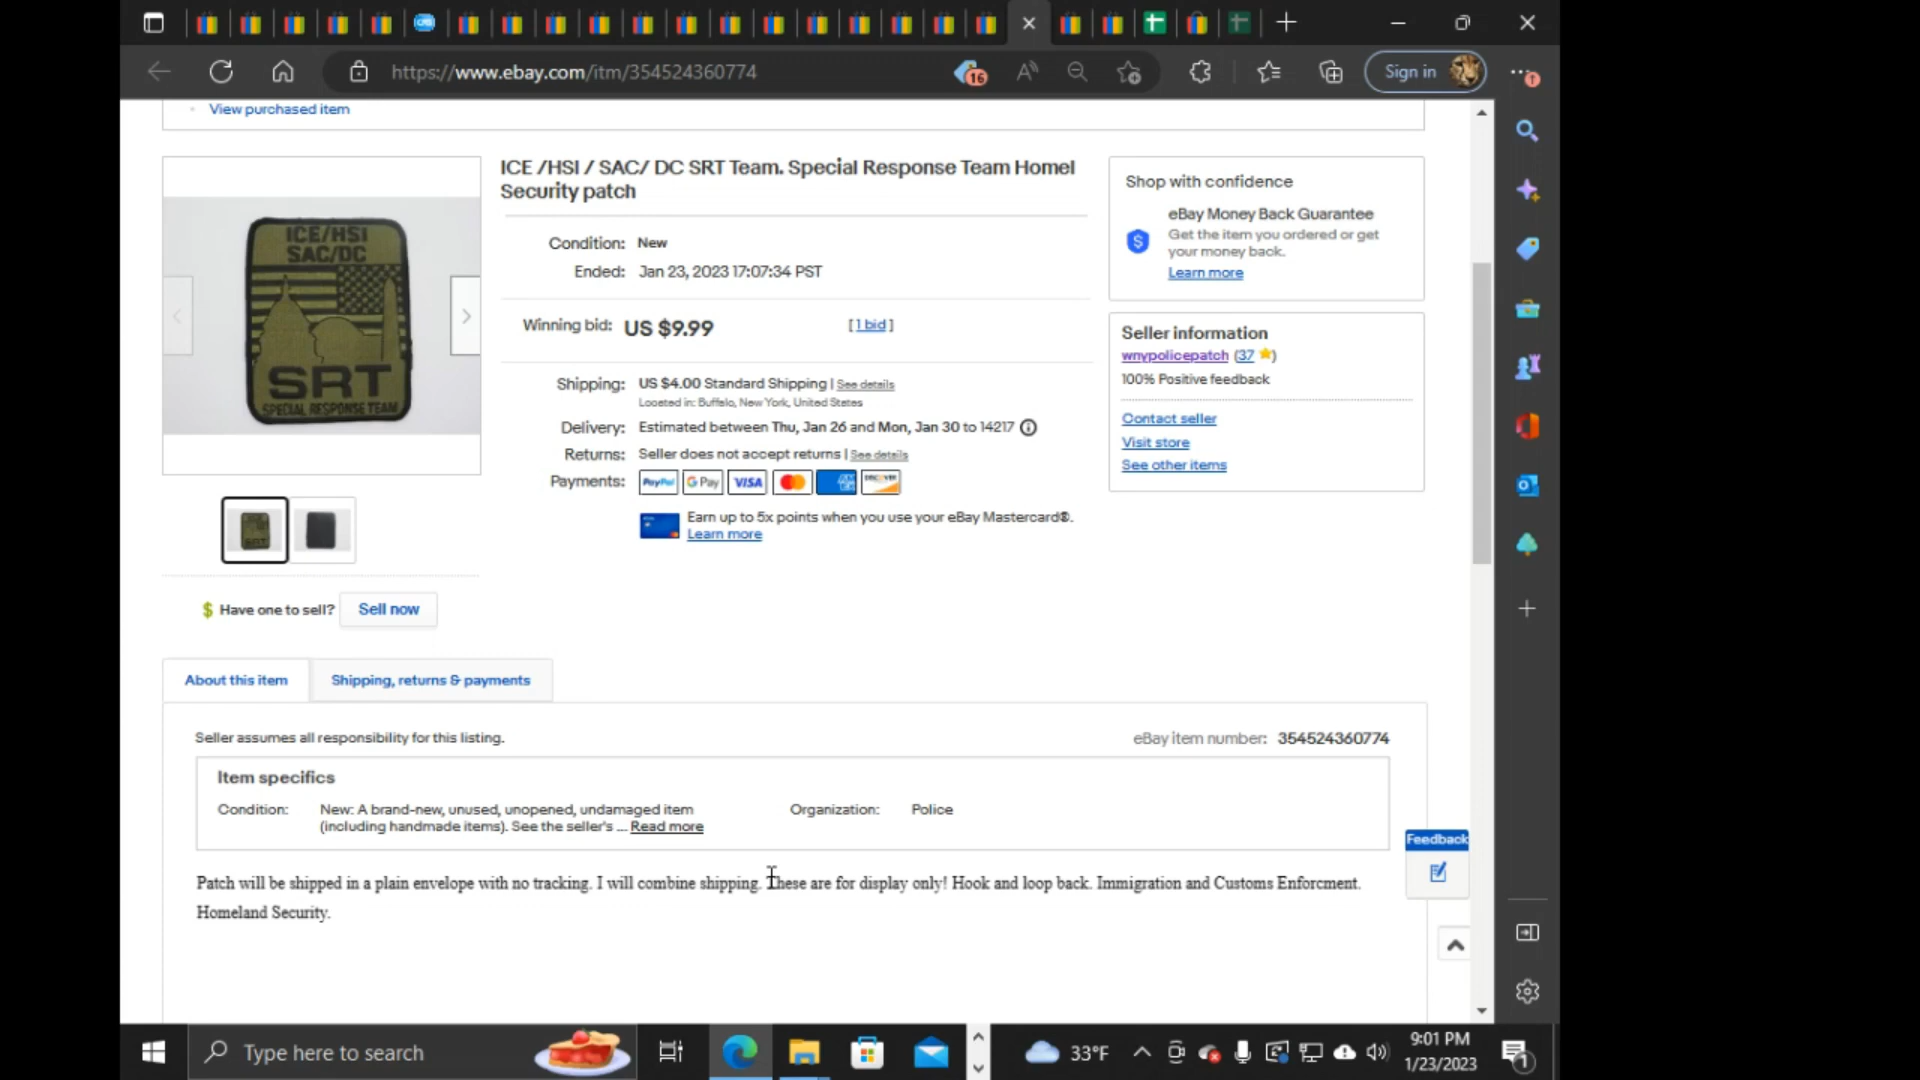 https://www.ebay.com/itm/354524360774
16
Sign in
View purchased item
ICE /HSI / SAC/ DC SRT Team. Special Response Team Homel
Security patch
ICE/HSI
SAC/DC
SRT
SPECIAL RESPONSE TEAM
Condition: New
Ended: Jan 23, 2023 17:07:34 PST
Winning bid: US $9.99 [ 1 bid ]
Shipping: US $4.00 Standard Shipping | See details
Located in: Buffalo, New York, United States
Delivery: Estimated between Thu, Jan 26 and Mon, Jan 30 to 14217
Returns: Seller does not accept returns | See details
Payments: PayPal G Pay VISA DISCOVER
Earn up to 5x points when you use your eBay Mastercard®.
Learn more
Shop with confidence
eBay Money Back Guarantee
Get the item you ordered or get
your money back.
Learn more
Seller information
wnypolicepatch (37)
100% Positive feedback
Contact seller
Visit store
See other items
SRT
$ Have one to sell? Sell now
About this item
Shipping, returns & payments
Seller assumes all responsibility for this listing.
eBay item number: 354524360774
Item specifics
Condition: New: A brand-new, unused, unopened, undamaged item
(including handmade items). See the seller's ... Read more
Organization: Police
Patch will be shipped in a plain envelope with no tracking. I will combine shipping. These are for display only! Hook and loop back. Immigration and Customs Enforcment.
Homeland Security.
Feedback
Type here to search
33°F
9:01 PM
1/23/2023
1